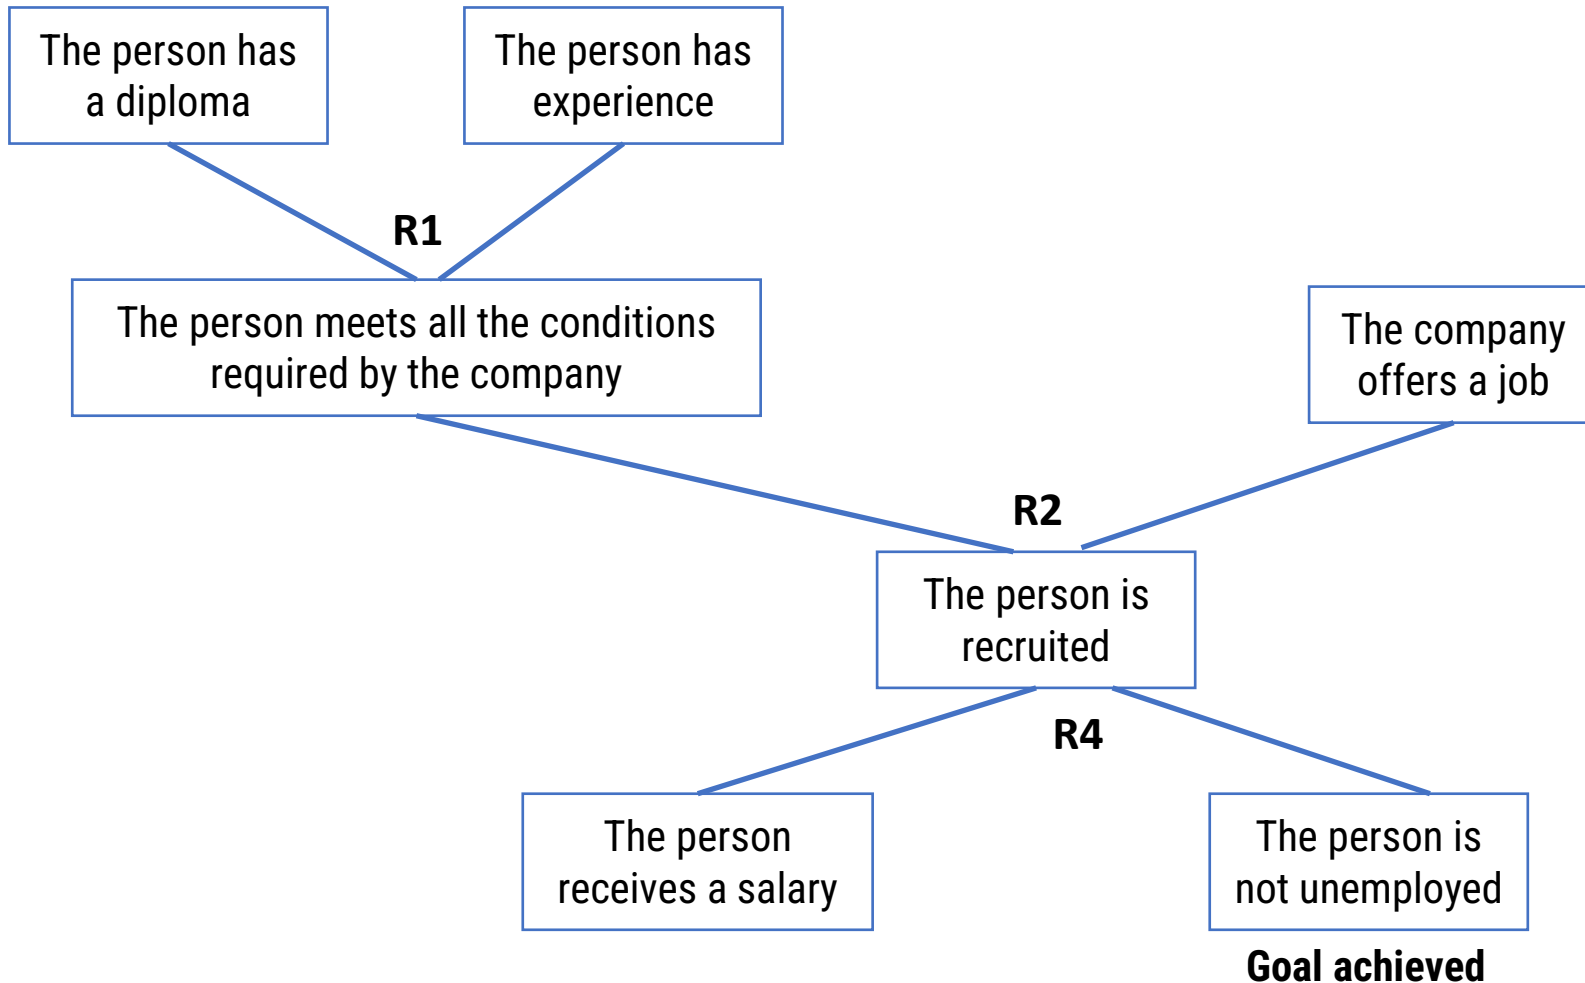 The person has
a diploma
The person has
experience
R1
The person meets all the conditions
required by the company
The company
offers a job
R2
The person is
recruited
R4
The person
receives a salary
The person is
not unemployed
Goal achieved